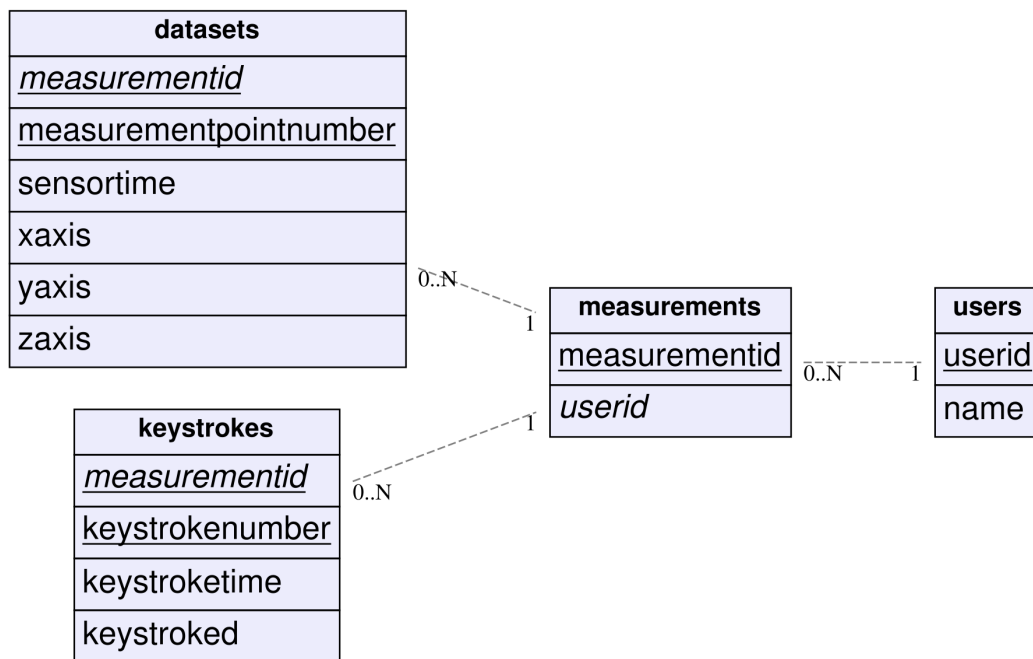 datasets
measurementid
measurementpointnumber
sensortime
xaxis
yaxis
zaxis
0..N
1
measurements
measurementid
userid
0..N
1
users
userid
name
keystrokes
measurementid
keystrokenumber
keystroketime
keystroked
0..N
1